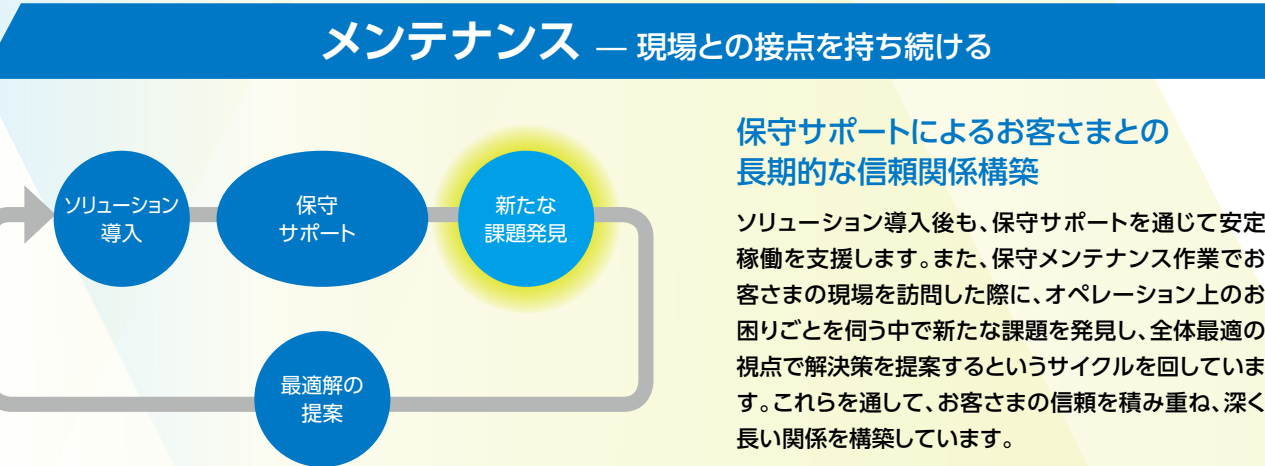 メンテナンス ― 現場との接点を持ち続ける
ソリューション
導入
保守
サポート
新たな
課題発見
最適解の
提案
保守サポートによるお客さまとの
長期的な信頼関係構築
ソリューション導入後も、保守サポートを通じて安定
稼働を支援します。また、保守メンテナンス作業でお
客さまの現場を訪問した際に、オペレーション上のお
困りごとを伺う中で新たな課題を発見し、全体最適の
視点で解決策を提案するというサイクルを回していま
す。これらを通して、お客さまの信頼を積み重ね、深く
長い関係を構築しています。